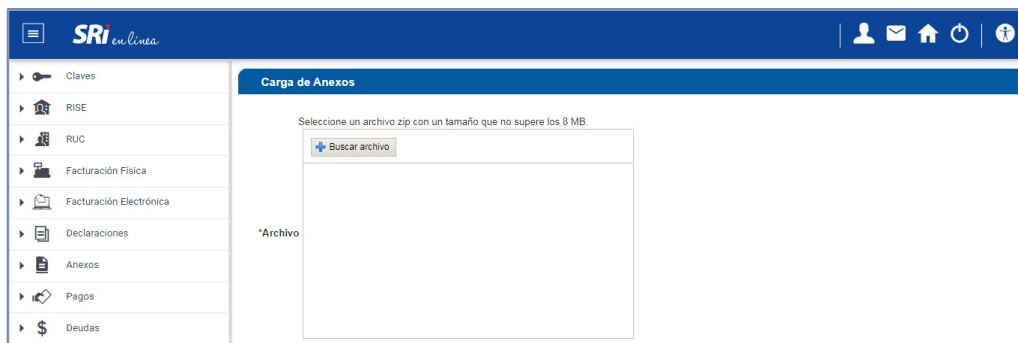 SRi en línea
Claves
RISE
RUC
Facturación Física
Facturación Electrónica
Declaraciones
Anexos
Pagos
$ Deudas
Carga de Anexos
Seleccione un archivo zip con un tamaño que no supere los 8 MB.
Buscar archivo
*Archivo